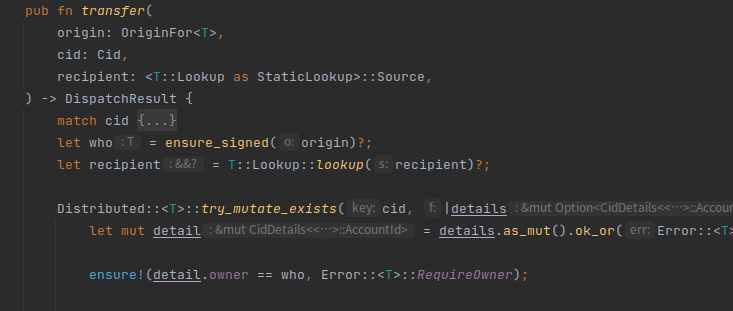 pub fn transfer(
origin: OriginFor<T>,
cid: Cid,
recipient: <T::Lookup as StaticLookup>::Source,
) -> DispatchResult {
match cid {...}
let who : T = ensure_signed( o: origin)?;
let recipient : &&? = T::Lookup::lookup( s: recipient)?;
Distributed::<T>::try_mutate_exists( key: cid, f: |details : &mut Option<CidDetails<<⋯>::Accou
let mut detail : &mut CidDetails<<⋯>::AccountId> = details.as_mut().ok_or( err: Error::<T>
ensure!(detail.owner == who, Error::<T>::RequireOwner);